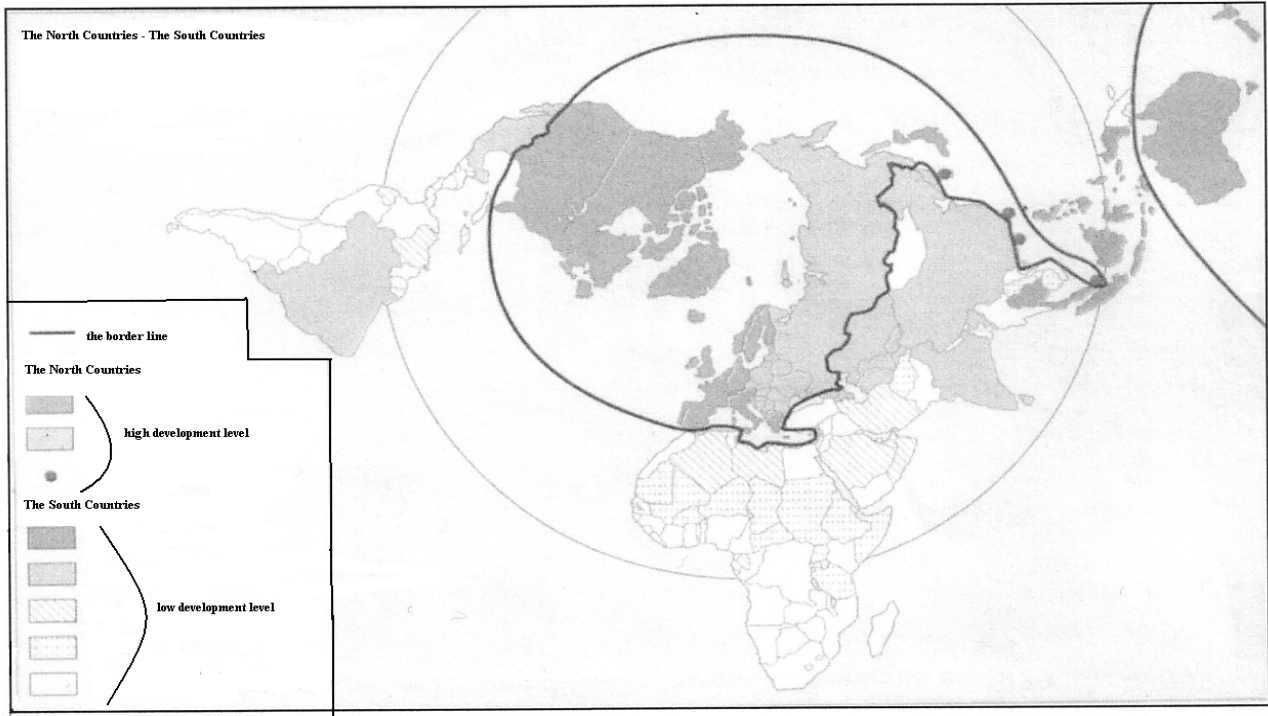 The North Countries - The South Countries
the border line
The North Countries
high development level
The South Countries
low development level